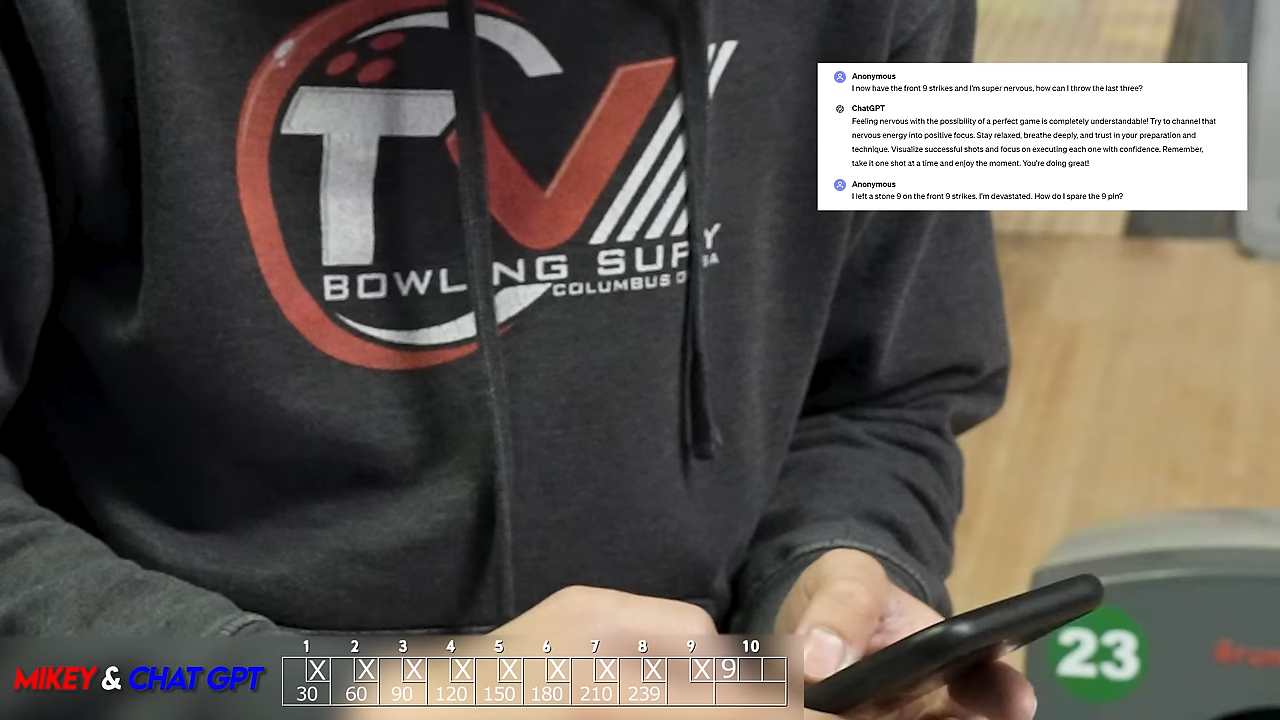 TV
BOWLING SUP Y
COLUMBUS O SA
Anonymous
I now have the front 9 strikes and I'm super nervous, how can I throw the last three?
ChatGPT
Feeling nervous with the possibility of a perfect game is completely understandable! Try to channel that
nervous energy into positive focus. Stay relaxed, breathe deeply, and trust in your preparation and
technique. Visualize successful shots and focus on executing each one with confidence. Remember,
take it one shot at a time and enjoy the moment. You're doing great!
Anonymous
I left a stone 9 on the front 9 strikes. I'm devastated. How do I spare the 9 pin?
23
MIKEY & CHAT GPT
1 2 3 4 5 6 7 8 9 10
X X X X X X X X X 9
30 60 90 120 150 180 210 239